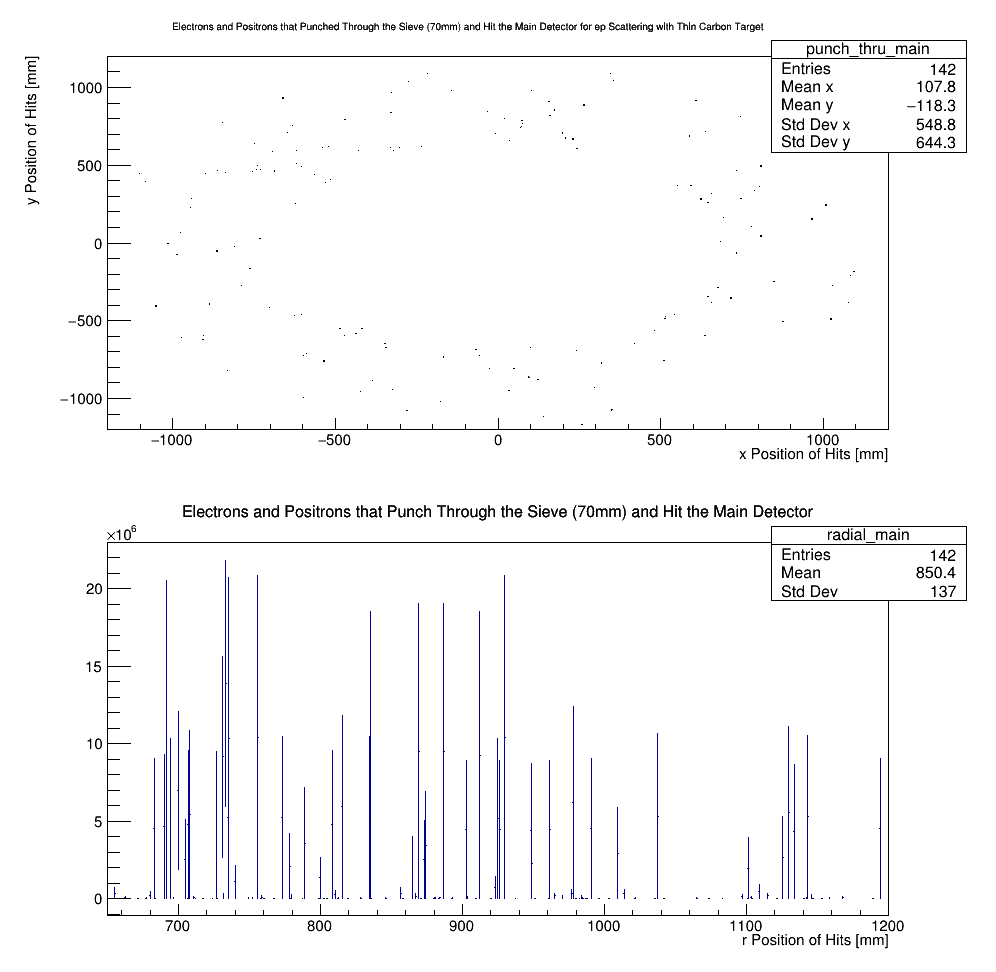 Electrons and Positrons that Punched Through the Sieve (70mm) and Hit the Main Detector for ep Scattering with Thin Carbon Target
punch_thru_main
Entries 142
Mean x 107.8
Mean y −118.3
Std Dev x 548.8
Std Dev y 644.3
y Position of Hits [mm]
1000
500
0
−500
−1000
−1000 −500 0 500 1000
x Position of Hits [mm]
Electrons and Positrons that Punch Through the Sieve (70mm) and Hit the Main Detector
×10⁶
radial_main
Entries 142
Mean 850.4
Std Dev 137
20
15
10
5
0
700 800 900 1000 1100 1200
r Position of Hits [mm]